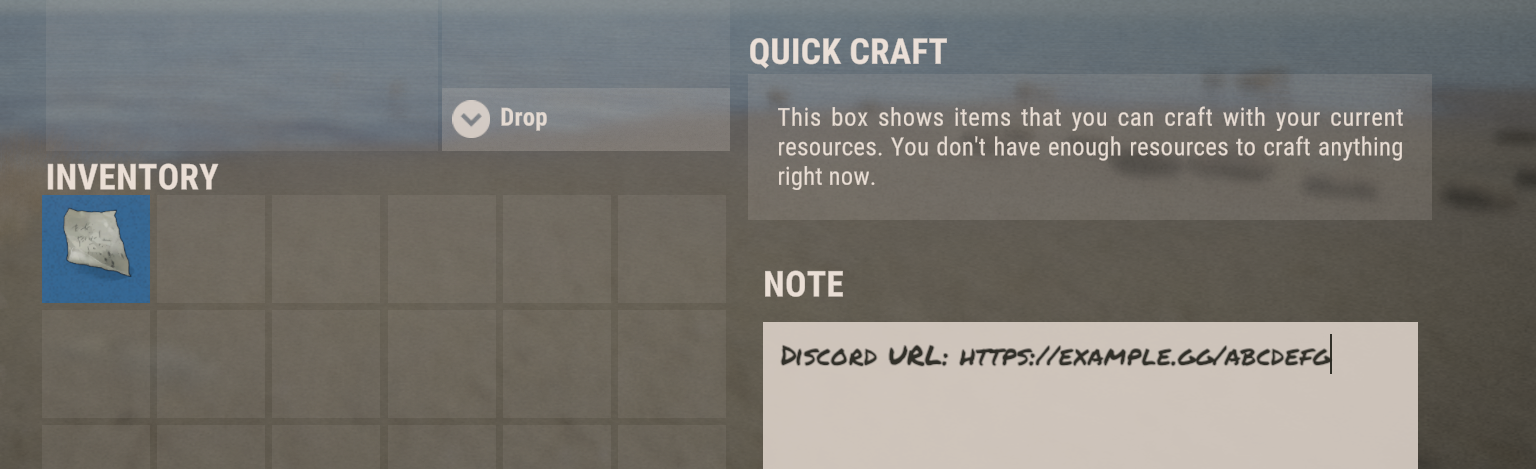 QUICK CRAFT
Drop
This box shows items that you can craft with your current
resources. You don't have enough resources to craft anything
right now.
INVENTORY
NOTE
Discord URL: https://example.gg/abcdefg